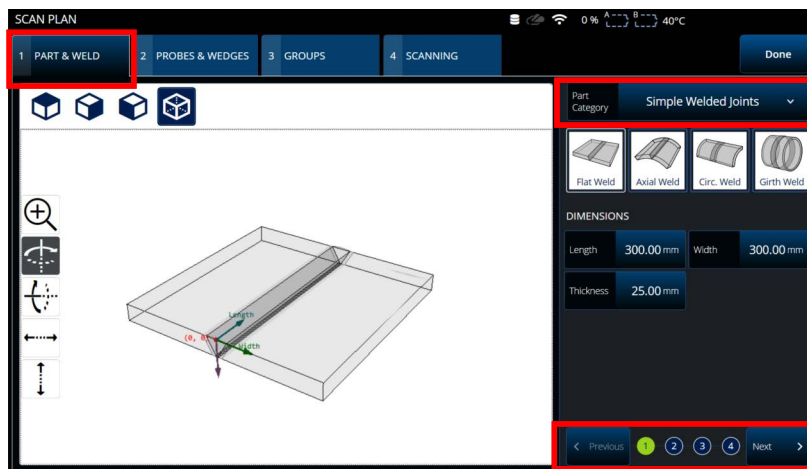 SCAN PLAN
0 % A B 40°C
1 PART & WELD
2 PROBES & WEDGES
3 GROUPS
4 SCANNING
Done
Part Category
Simple Welded Joints
Flat Weld
Axial Weld
Circ. Weld
Girth Weld
DIMENSIONS
Length 300.00 mm Width 300.00 mm
Thickness 25.00 mm
Length
(0, 0)
Width
< Previous 1 2 3 4 Next >